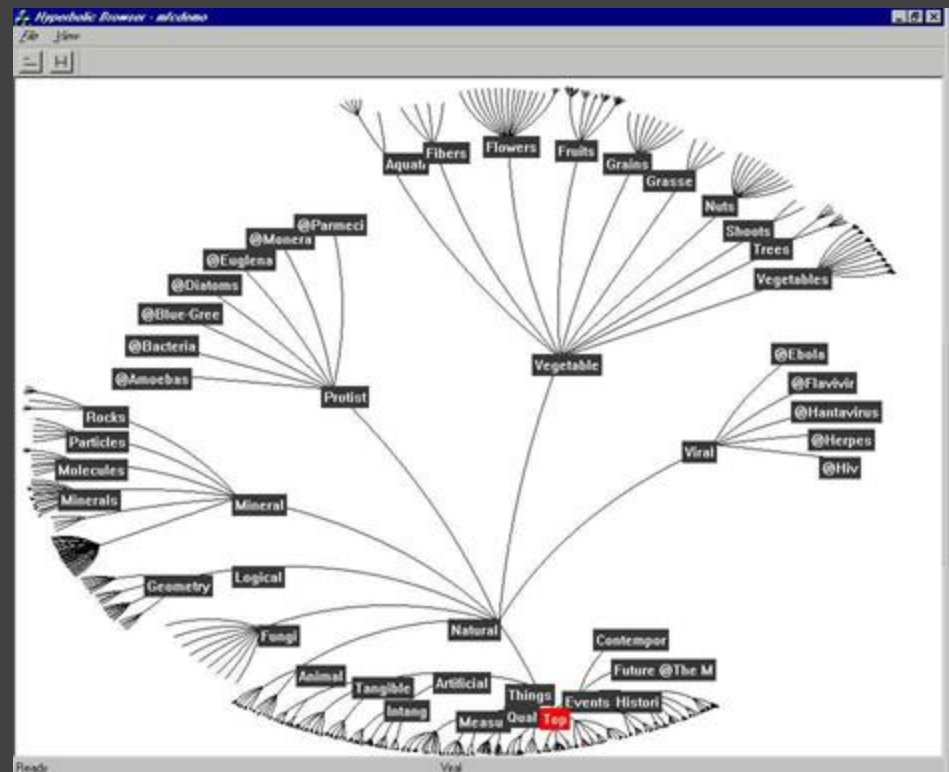 Hyperbolic Browser - mfcdemo
File View
@Parmeci
@Monera
@Euglena
@Diatoms
@Blue-Gree
@Bacteria
@Amoebas
Protist
Aquat
Fibers
Flowers
Fruits
Grains
Grasse
Nuts
Shoots
Trees
Vegetables
Vegetable
@Ebola
@Flavivir
@Hantavirus
@Herpes
@Hiv
Viral
Rocks
Particles
Molecules
Minerals
Mineral
Logical
Geometry
Fungi
Natural
Contempor
Future @The M
Animal
Tangible
Artificial
Intang
Things
Events Histori
Measu
Qual
Top
Ready
Viral